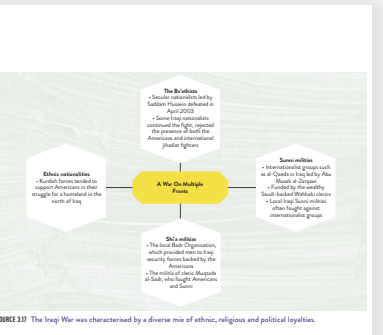 The Ba'athists
• Secular nationalists led by
Saddam Hussein defeated in
April 2003
• Some Iraqi nationalists
continued the fight, rejected
the presence of both the
Americans and international
jihadist fighters
Ethnic nationalities
• Kurdish forces tended to
support Americans in their
struggle for a homeland in the
north of Iraq
A War On Multiple
Fronts
Sunni militias
• Internationalist groups such
as al-Qaeda in Iraq led by Abu
Musab al-Zarqawi
• Funded by the wealthy
Saudi-backed Wahhabi clerics
• Local Iraqi Sunni militias
often fought against
internationalist groups
Shi'a militias
• The local Badr Organisation,
which provided men to Iraqi
security forces backed by the
Americans
• The militia of cleric Muqtada
al-Sadr, who fought Americans
and Sunni
OURCE 3.17 The Iraqi War was characterised by a diverse mix of ethnic, religious and political loyalties.